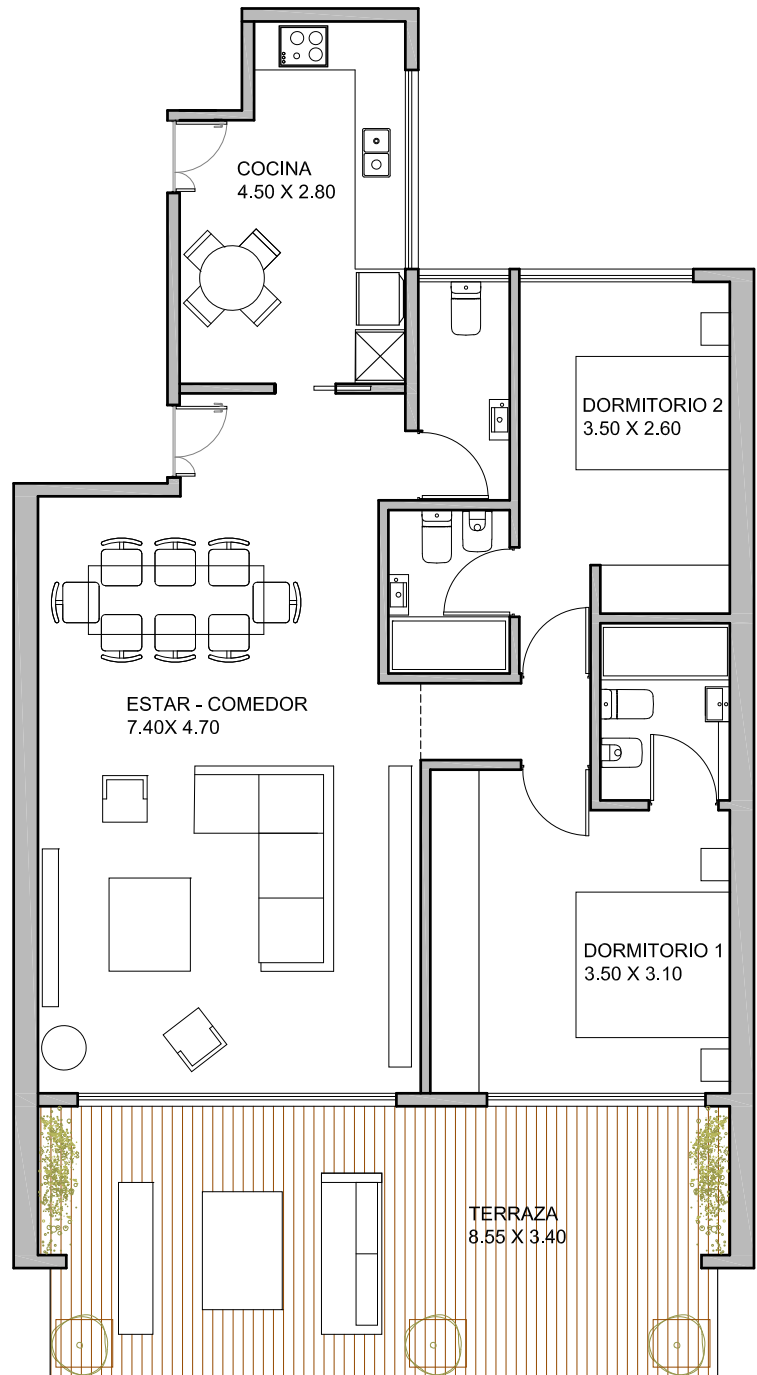 COCINA
4.50 X 2.80
DORMITORIO 2
3.50 X 2.60
ESTAR - COMEDOR
7.40X 4.70
DORMITORIO 1
3.50 X 3.10
TERRAZA
8.55 X 3.40